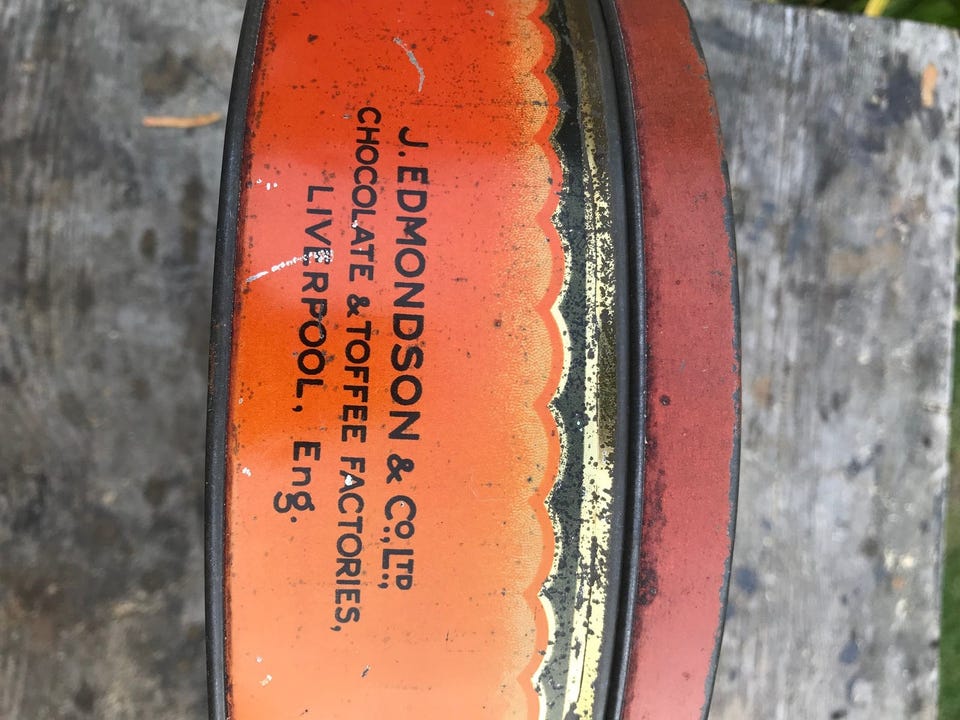 J. EDMONDSON & CO., LTD.,
CHOCOLATE & TOFFEE FACTORIES,
LIVERPOOL, Eng.